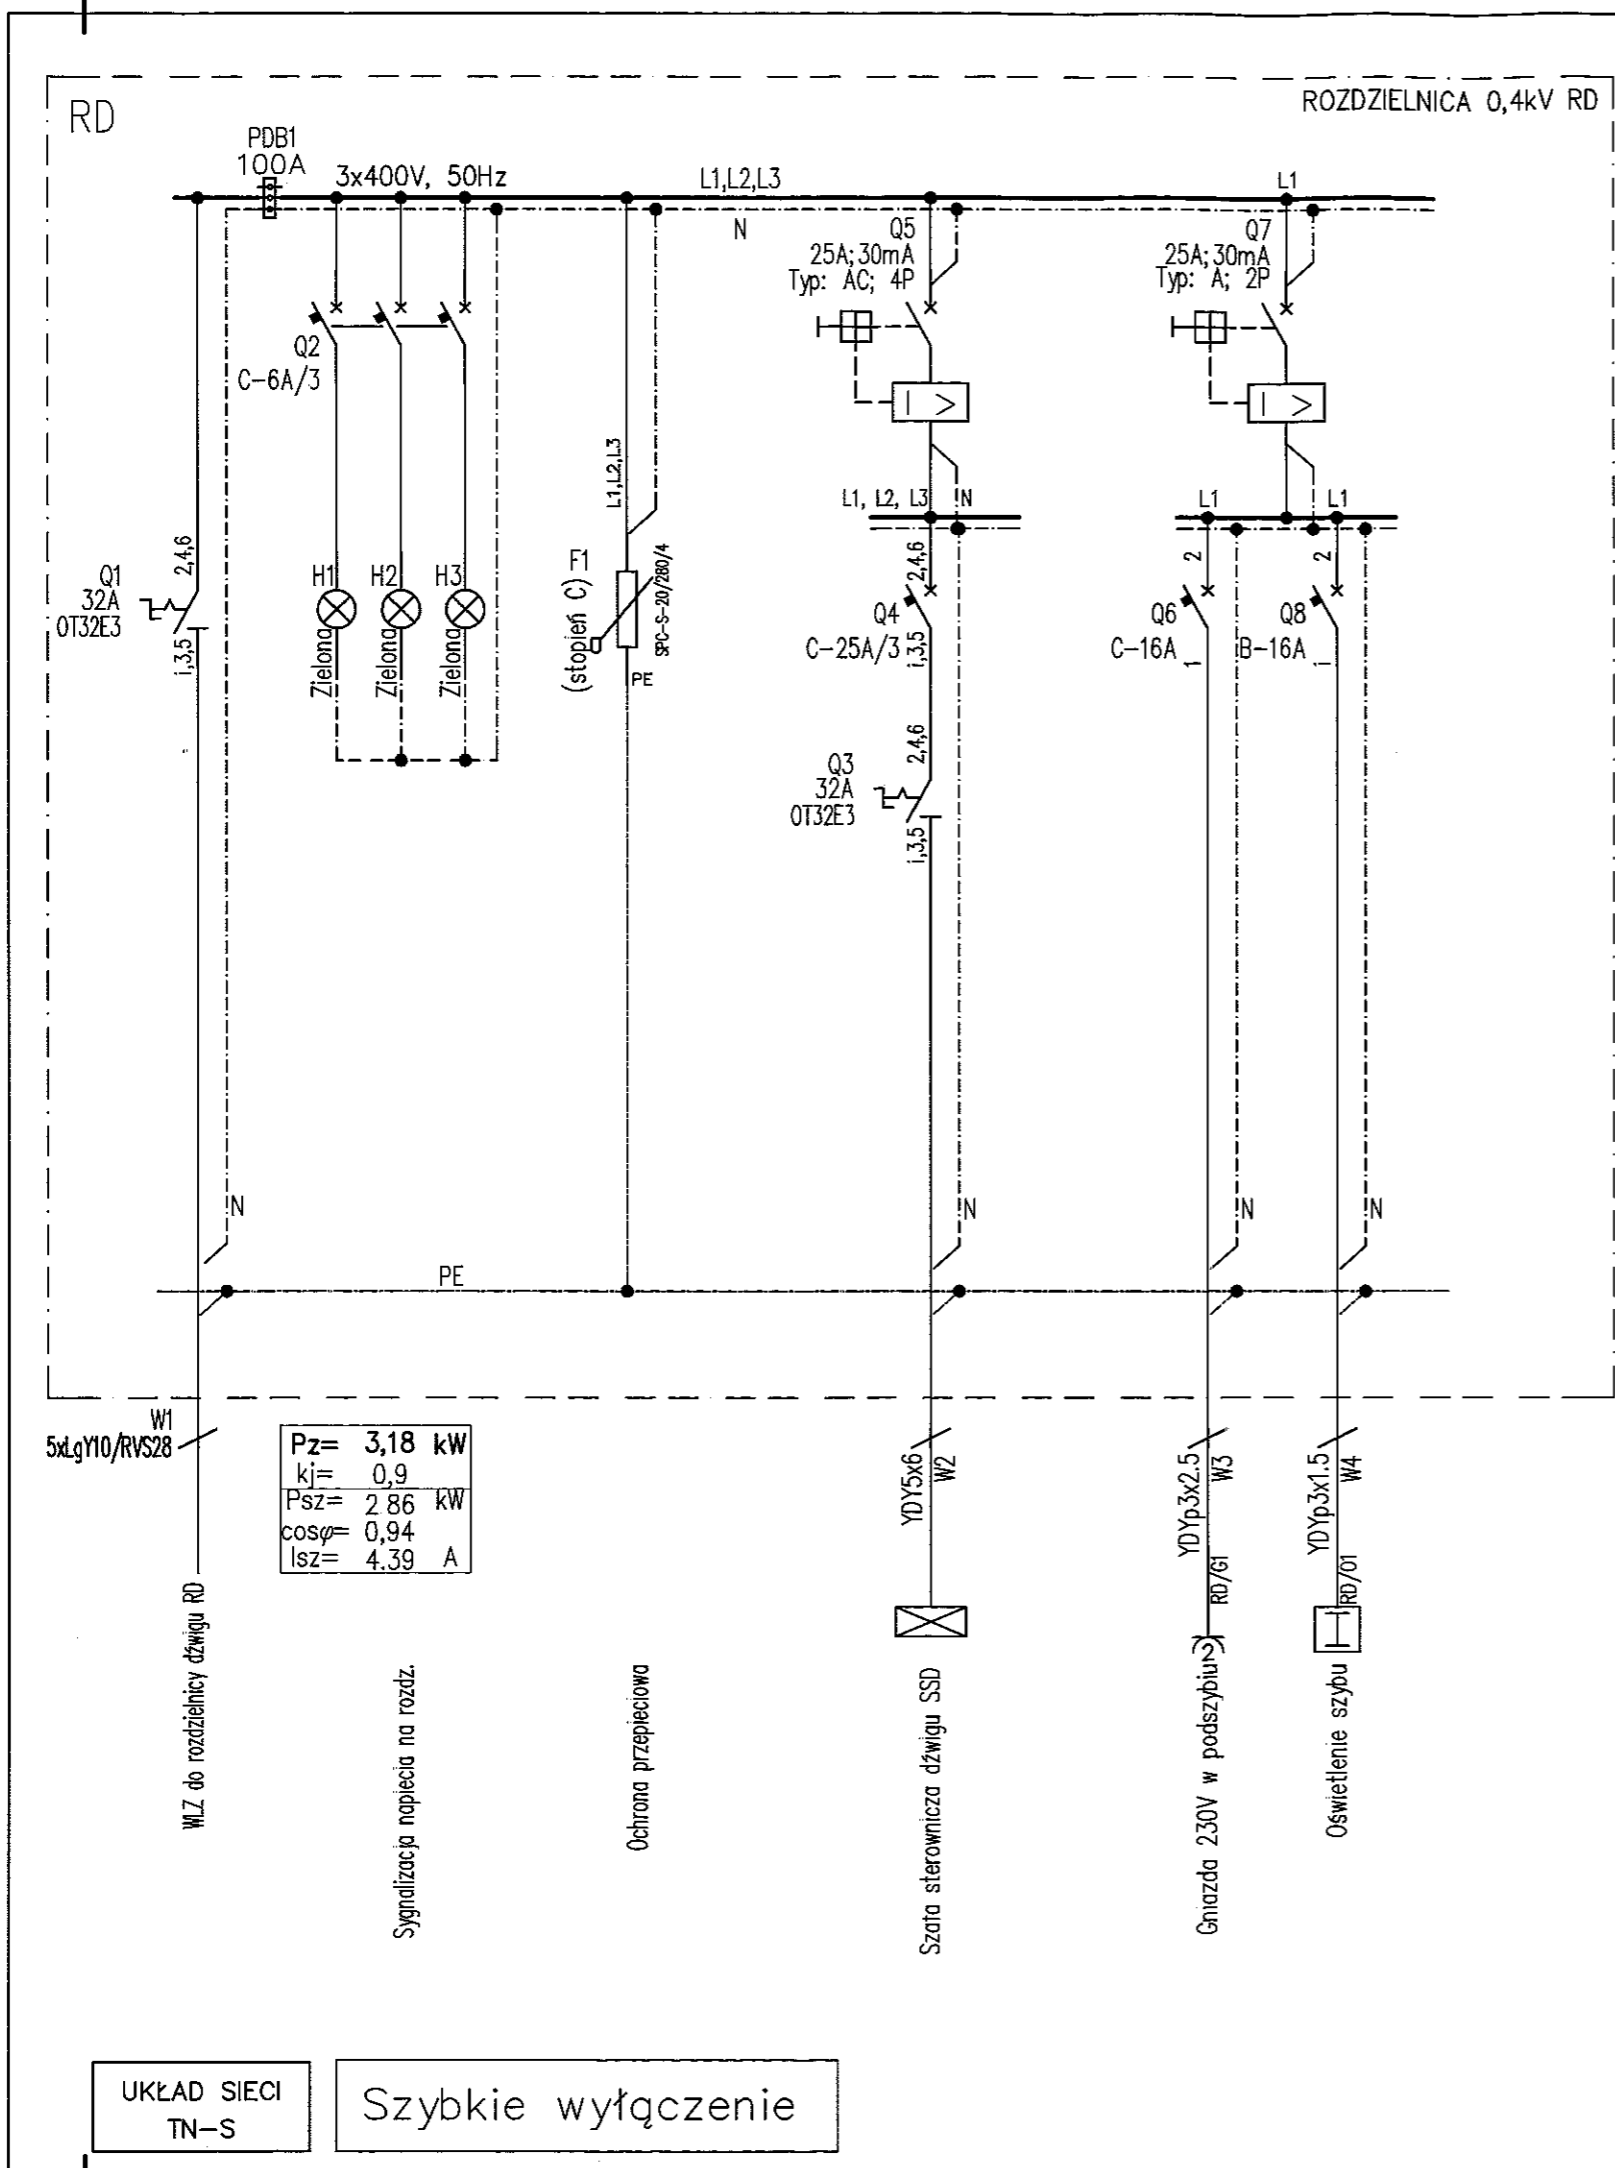 RD
ROZDZIELNICA 0,4kV RD
PDB1
100A
3x400V, 50Hz
L1,L2,L3
L1
N
Q5
25A;30mA
Typ: AC; 4P
Q7
25A;30mA
Typ: A; 2P
Q2
C-6A/3
I >
I >
L1,L2,L3
L1, L2, L3
N
L1
L1
Q1
32A
OT32E3
2,4,6
1,3,5
H1
H2
H3
Zielona
Zielona
Zielona
F1
(stopień C)
SPC-S-20/280/4
PE
2,4,6
Q4
C-25A/3
1,3,5
2
Q6
C-16A
1
2
Q8
B-16A
1
2,4,6
Q3
32A
OT32E3
1,3,5
N
N
N
N
PE
W1
5xLgY10/RVS28
Pz= 3,18 kW
kj= 0,9
Psz= 2.86 kW
cosφ= 0,94
Isz= 4.39 A
YDY5x6
W2
YDYp3x2.5
W3
YDYp3x1.5
W4
RD/G1
RD/O1
2
WLZ do rozdzielnicy dźwigu RD
Sygnalizacja napiecia na rozdz.
Ochrona przepieciowa
Szata sterownicza dźwigu SSD
Gniazda 230V w podszybiu
Oświetlenie szybu
UKŁAD SIECI
TN-S
Szybkie wyłączenie